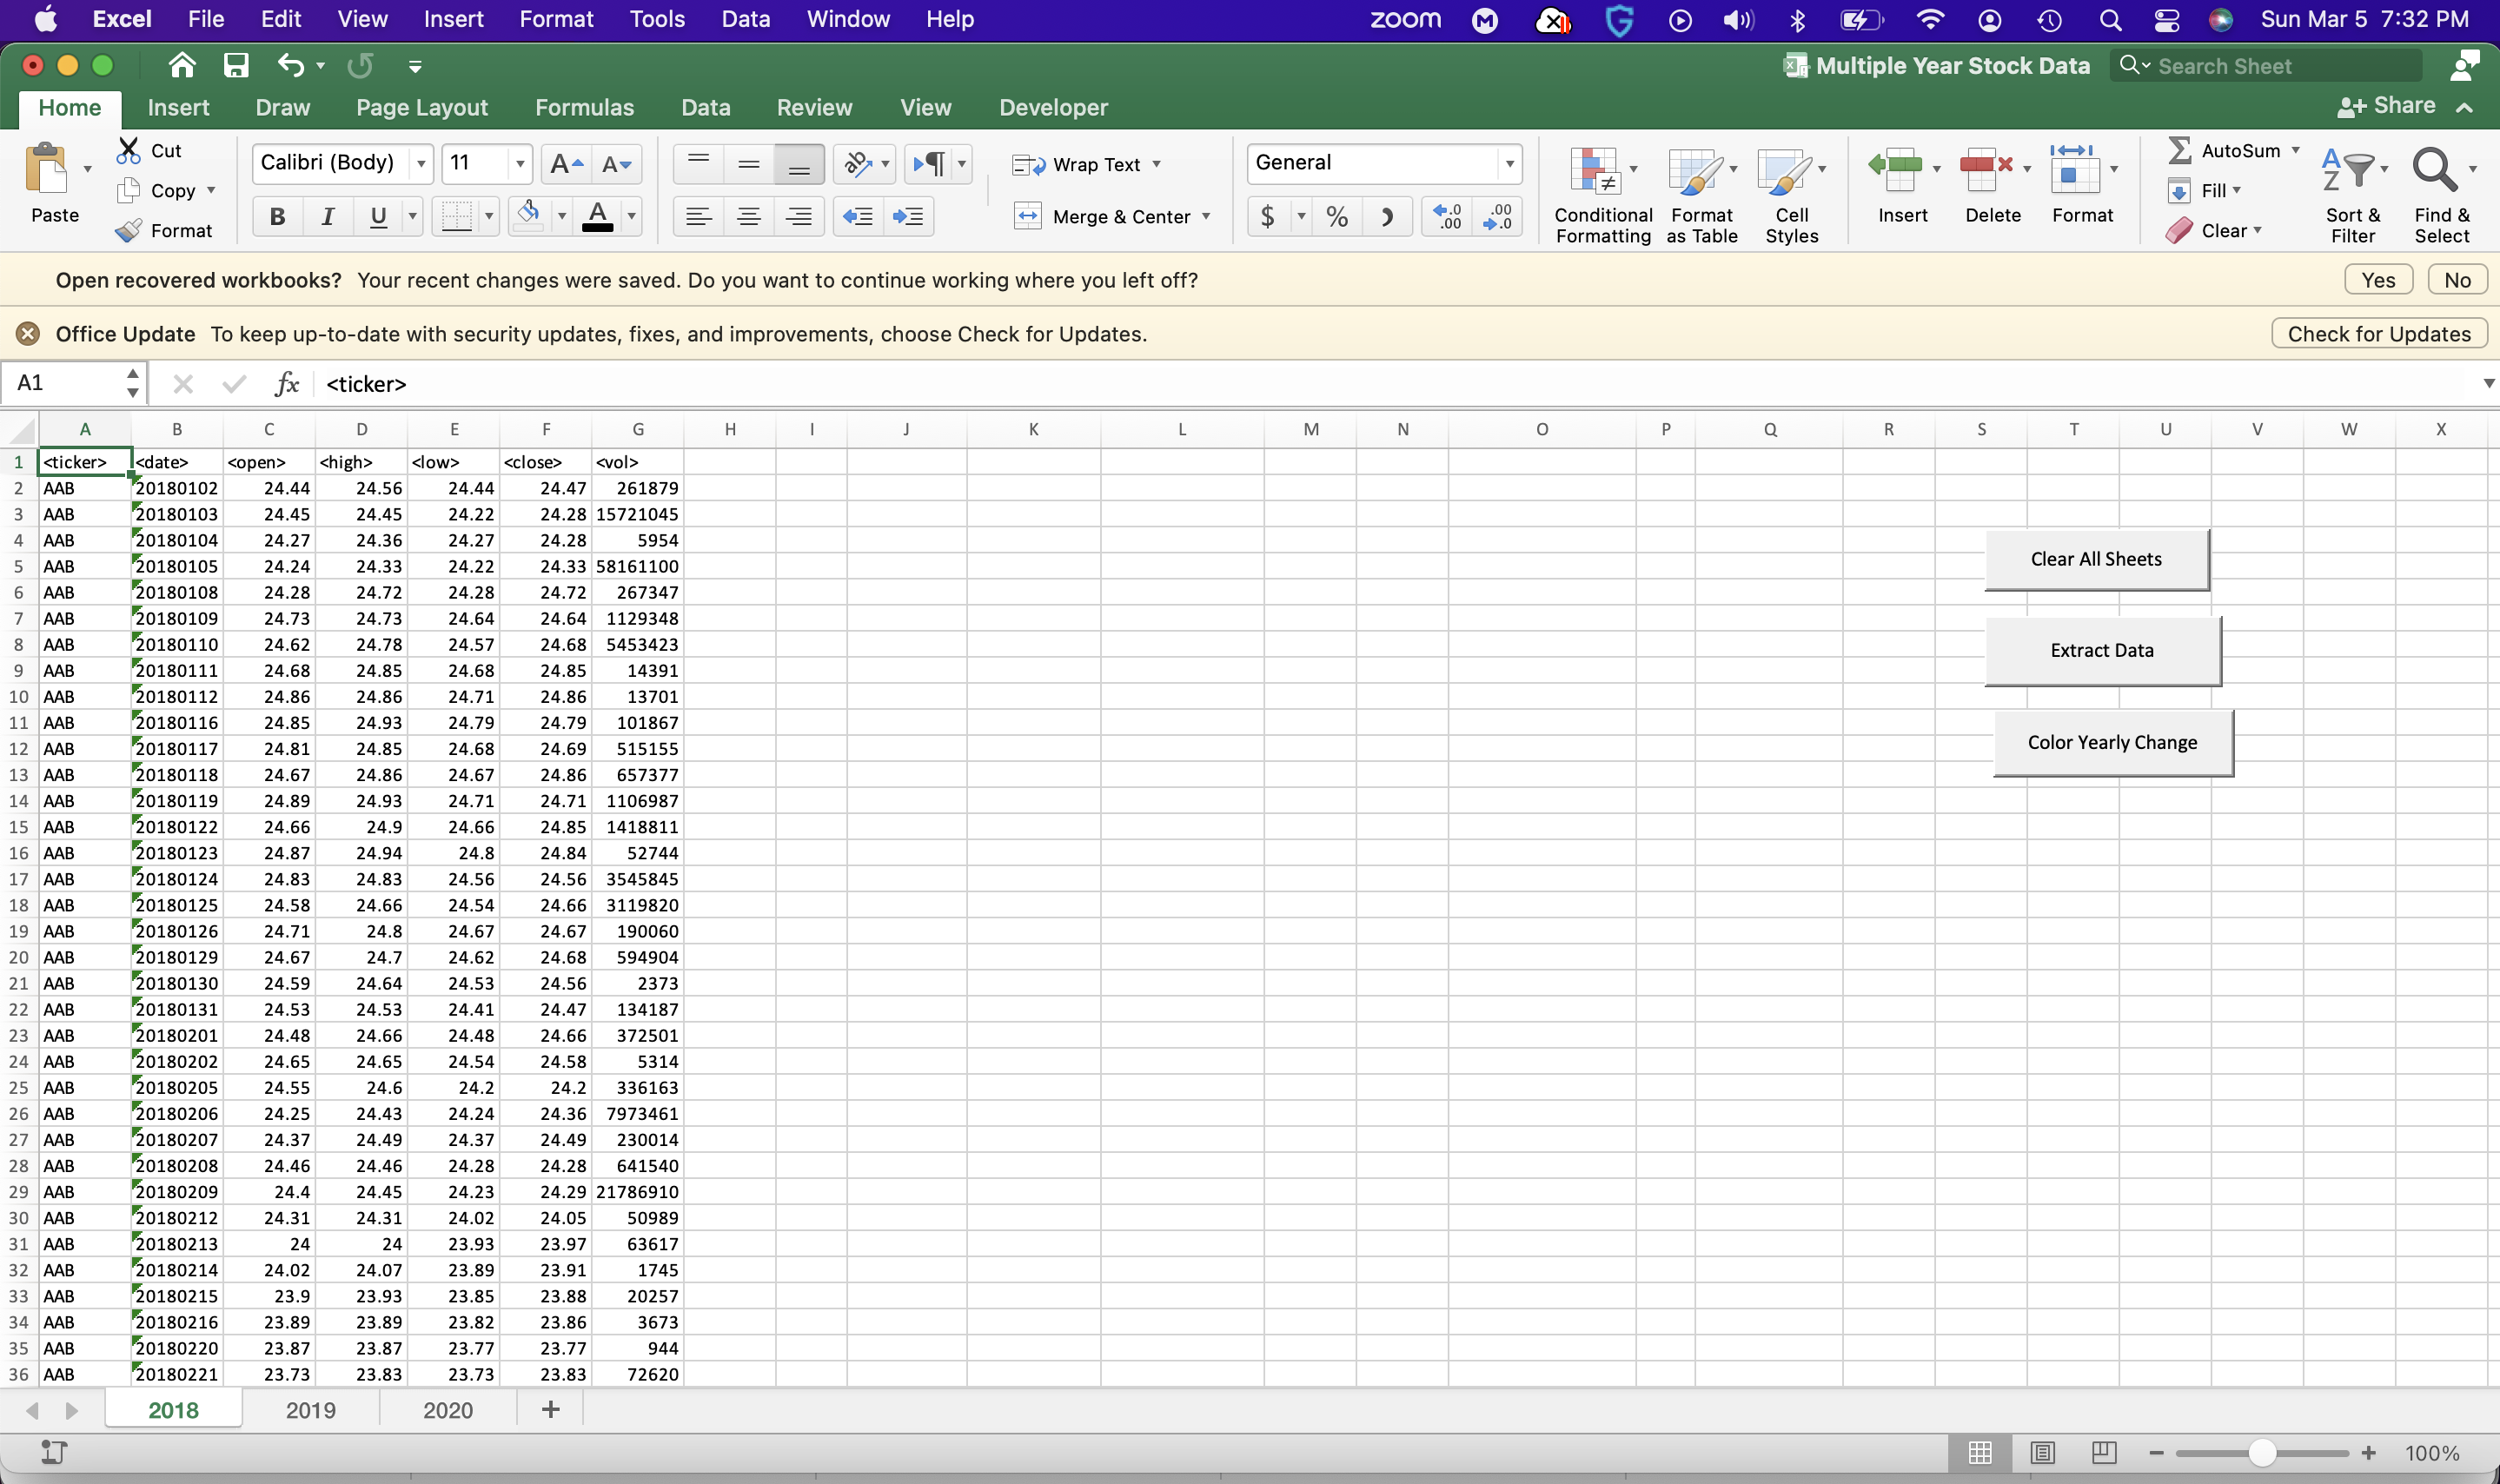 Excel File Edit View Insert Format Tools Data Window Help zoom Sun Mar 5 7:32 PM
Multiple Year Stock Data Search Sheet
Home Insert Draw Page Layout Formulas Data Review View Developer Share
Paste Cut Copy Format
Calibri (Body) 11
B I U A
Wrap Text
Merge & Center
General
$ % .0 .00 .00 .0
Conditional Formatting
Format as Table
Cell Styles
Insert Delete Format
AutoSum
Fill
Clear
Sort & Filter
Find & Select
Open recovered workbooks? Your recent changes were saved. Do you want to continue working where you left off? Yes No
Office Update To keep up-to-date with security updates, fixes, and improvements, choose Check for Updates. Check for Updates
A1 fx <ticker>
A B C D E F G H I J K L M N O P Q R S T U V W X
1 <ticker> <date> <open> <high> <low> <close> <vol>
2 AAB 20180102 24.44 24.56 24.44 24.47 261879
3 AAB 20180103 24.45 24.45 24.22 24.28 15721045
4 AAB 20180104 24.27 24.36 24.27 24.28 5954
5 AAB 20180105 24.24 24.33 24.22 24.33 58161100
6 AAB 20180108 24.28 24.72 24.28 24.72 267347
7 AAB 20180109 24.73 24.73 24.64 24.64 1129348
8 AAB 20180110 24.62 24.78 24.57 24.68 5453423
9 AAB 20180111 24.68 24.85 24.68 24.85 14391
10 AAB 20180112 24.86 24.86 24.71 24.86 13701
11 AAB 20180116 24.85 24.93 24.79 24.79 101867
12 AAB 20180117 24.81 24.85 24.68 24.69 515155
13 AAB 20180118 24.67 24.86 24.67 24.86 657377
14 AAB 20180119 24.89 24.93 24.71 24.71 1106987
15 AAB 20180122 24.66 24.9 24.66 24.85 1418811
16 AAB 20180123 24.87 24.94 24.8 24.84 52744
17 AAB 20180124 24.83 24.83 24.56 24.56 3545845
18 AAB 20180125 24.58 24.66 24.54 24.66 3119820
19 AAB 20180126 24.71 24.8 24.67 24.67 190060
20 AAB 20180129 24.67 24.7 24.62 24.68 594904
21 AAB 20180130 24.59 24.64 24.53 24.56 2373
22 AAB 20180131 24.53 24.53 24.41 24.47 134187
23 AAB 20180201 24.48 24.66 24.48 24.66 372501
24 AAB 20180202 24.65 24.65 24.54 24.58 5314
25 AAB 20180205 24.55 24.6 24.2 24.2 336163
26 AAB 20180206 24.25 24.43 24.24 24.36 7973461
27 AAB 20180207 24.37 24.49 24.37 24.49 230014
28 AAB 20180208 24.46 24.46 24.28 24.28 641540
29 AAB 20180209 24.4 24.45 24.23 24.29 21786910
30 AAB 20180212 24.31 24.31 24.02 24.05 50989
31 AAB 20180213 24 24 23.93 23.97 63617
32 AAB 20180214 24.02 24.07 23.89 23.91 1745
33 AAB 20180215 23.9 23.93 23.85 23.88 20257
34 AAB 20180216 23.89 23.89 23.82 23.86 3673
35 AAB 20180220 23.87 23.87 23.77 23.77 944
36 AAB 20180221 23.73 23.83 23.73 23.83 72620
Clear All Sheets
Extract Data
Color Yearly Change
2018 2019 2020 +
100%